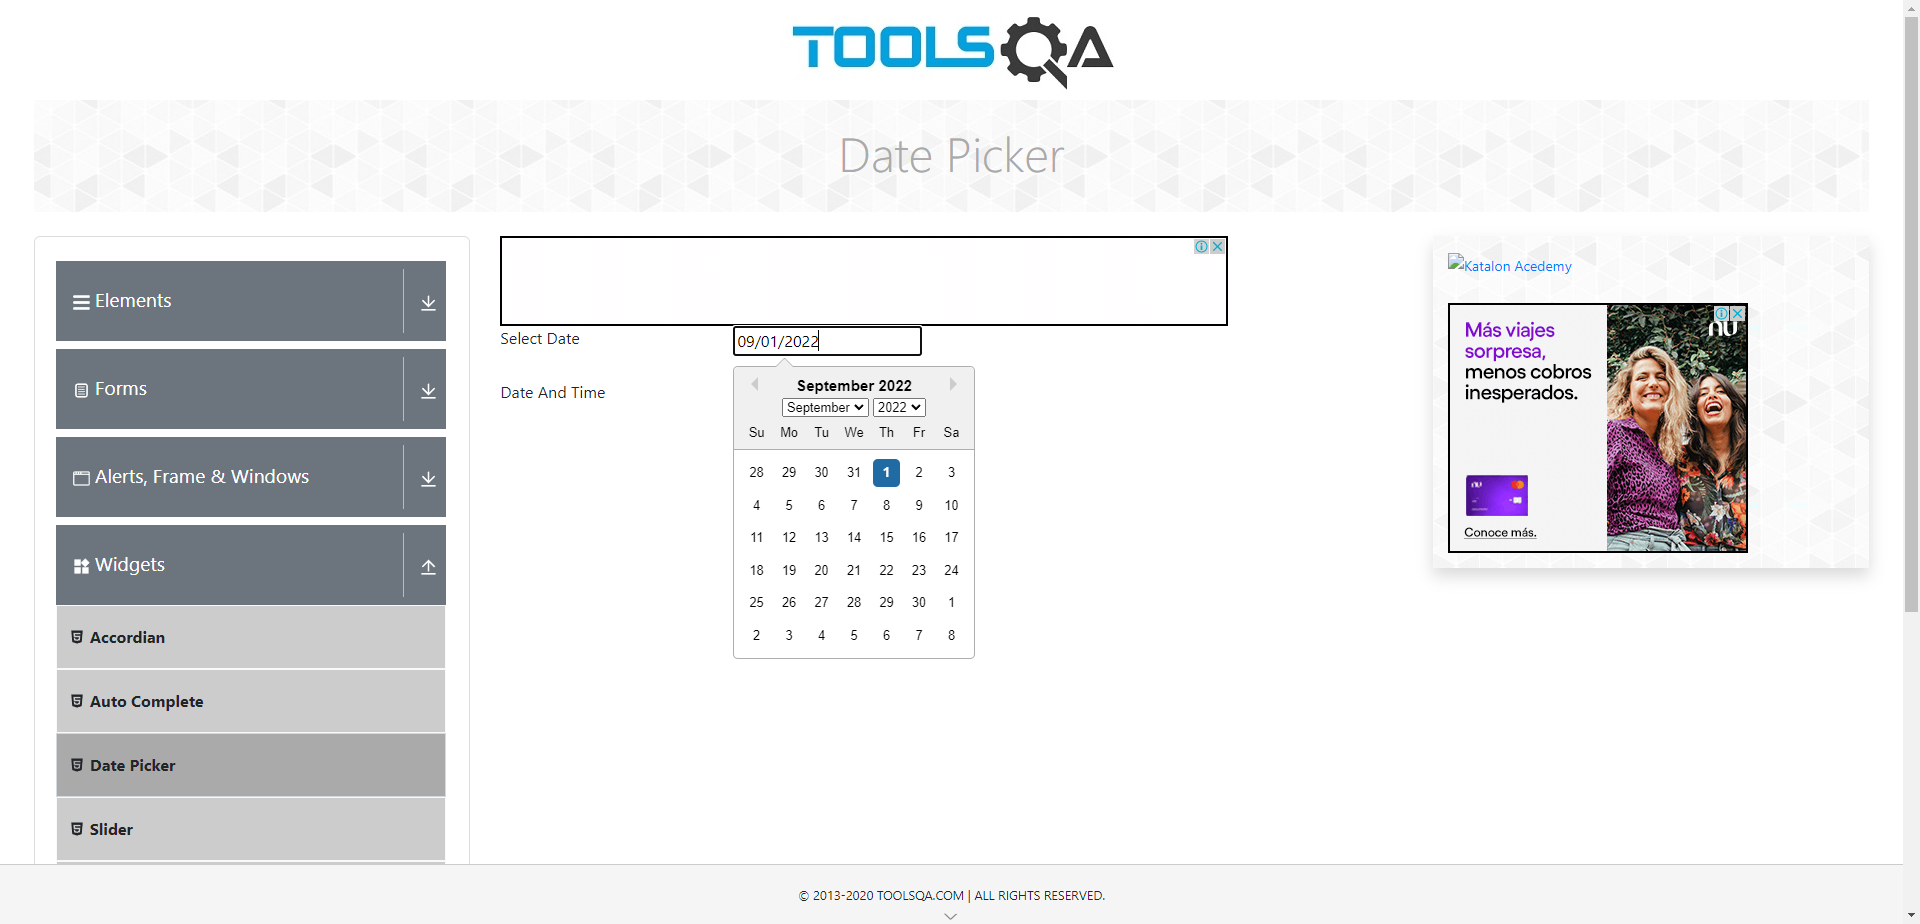 TOOLSQA
Date Picker
Elements
Forms
Alerts, Frame & Windows
Widgets
Accordian
Auto Complete
Date Picker
Slider
Select Date
09/01/2022
Date And Time
September 2022
September 2022
Su Mo Tu We Th Fr Sa
28 29 30 31 1 2 3
4 5 6 7 8 9 10
11 12 13 14 15 16 17
18 19 20 21 22 23 24
25 26 27 28 29 30 1
2 3 4 5 6 7 8
Katalon Acedemy
Más viajes
sorpresa,
menos cobros
inesperados.
nu
nu
Conoce más.
© 2013-2020 TOOLSQA.COM | ALL RIGHTS RESERVED.